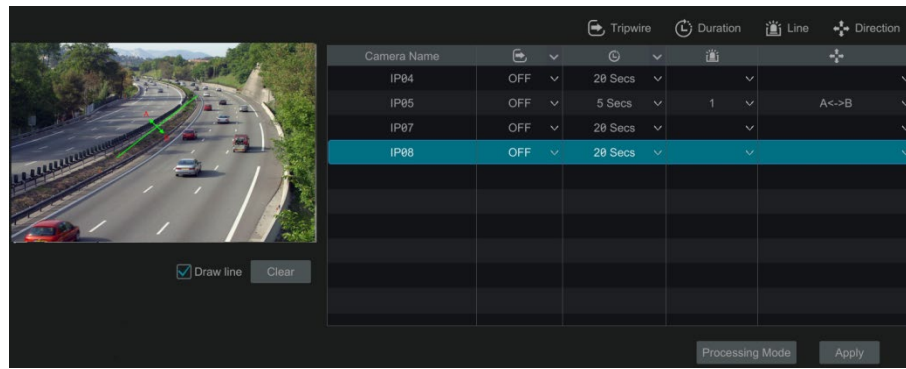 Tripwire Duration Line Direction
Camera Name
IP04 OFF 20 Secs
IP05 OFF 5 Secs 1 A<->B
IP07 OFF 20 Secs
IP08 OFF 20 Secs
Draw line Clear
Processing Mode Apply